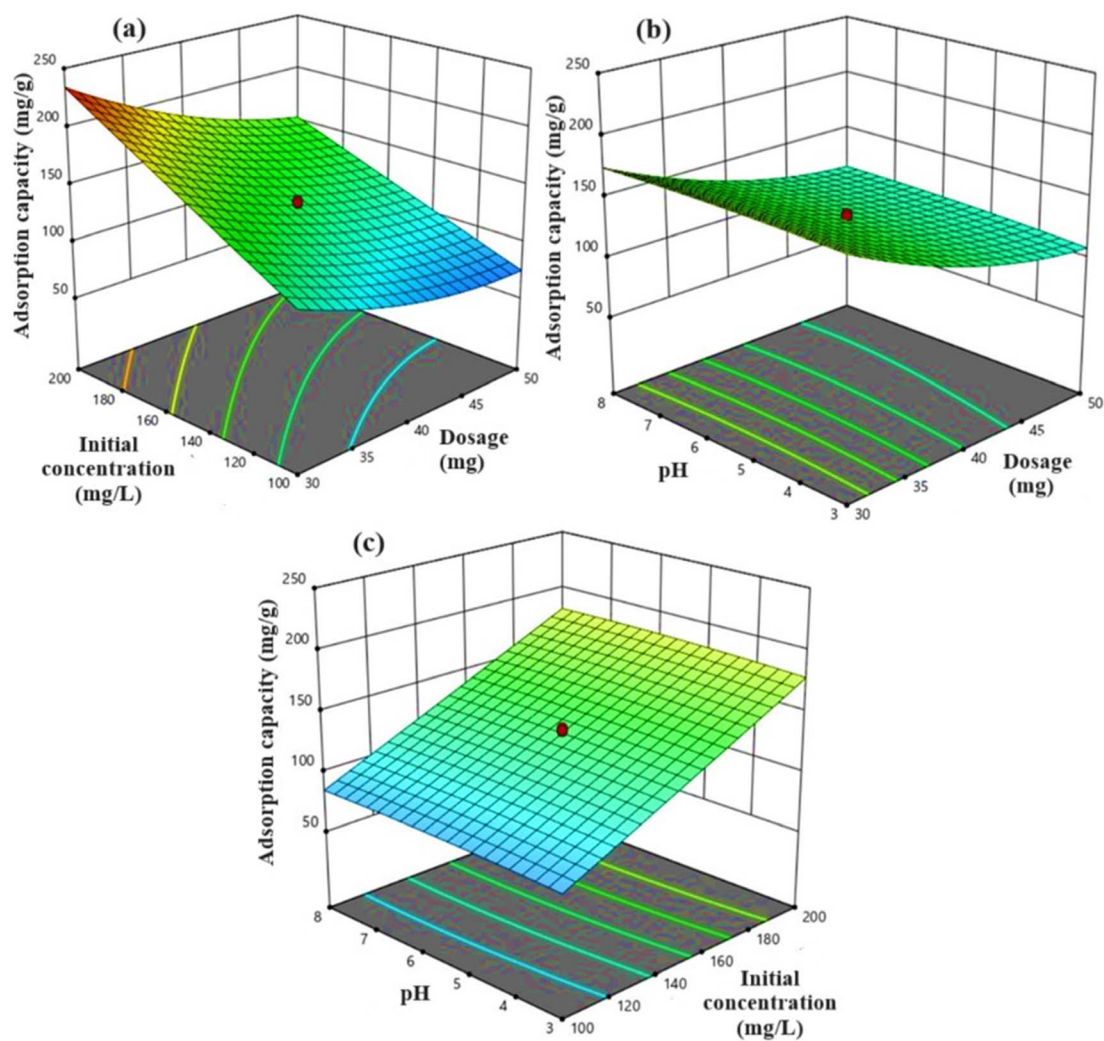 (a)
Adsorption capacity (mg/g)
250
200
150
100
50
200
180
160
140
120
100
Initial
concentration
(mg/L)
30
35
40
45
50
Dosage
(mg)
(b)
Adsorption capacity (mg/g)
250
200
150
100
50
8
7
6
5
4
3
pH
30
35
40
45
50
Dosage
(mg)
(c)
Adsorption capacity (mg/g)
250
200
150
100
50
8
7
6
5
4
3
pH
100
120
140
160
180
200
Initial
concentration
(mg/L)